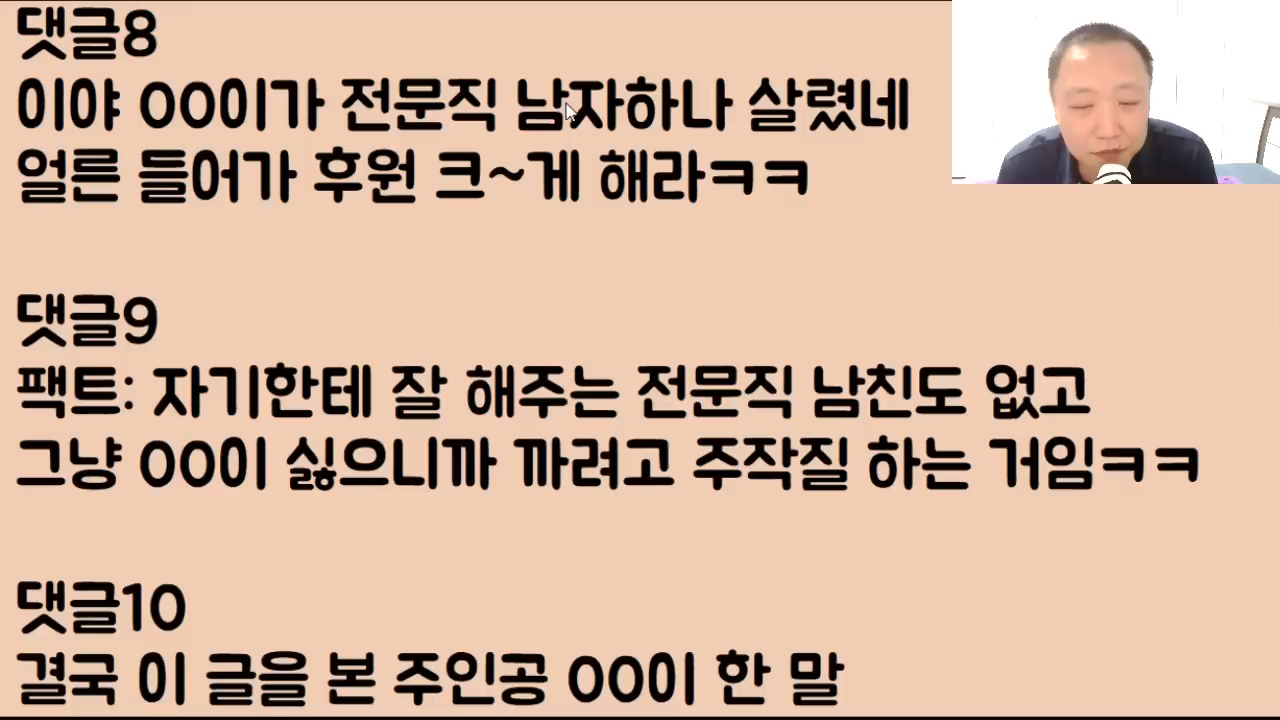 댓글8
이야 OO이가 전문직 남자하나 살렸네
얼른 들어가 후원 크~게 해라ㅋㅋ
댓글9
팩트: 자기한테 잘 해주는 전문직 남친도 없고
그냥 OO이 싫으니까 까려고 주작질 하는 거임ㅋㅋ
댓글10
결국 이 글을 본 주인공 OO이 한 말